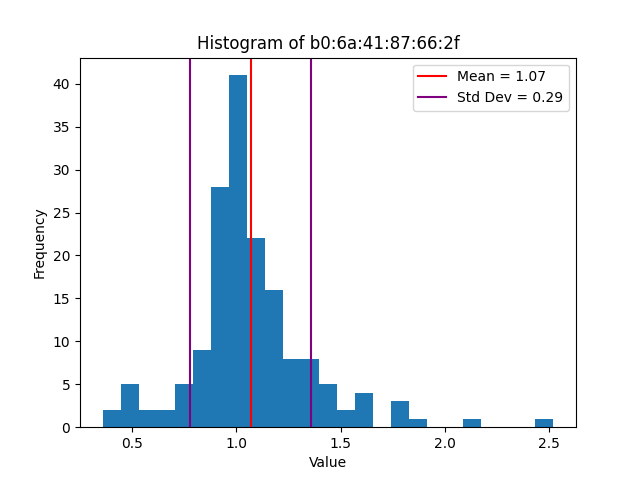 Histogram of b0:6a:41:87:66:2f
Mean = 1.07
Std Dev = 0.29
Frequency
40
35
30
25
20
15
10
5
0
0.5 1.0 1.5 2.0 2.5
Value